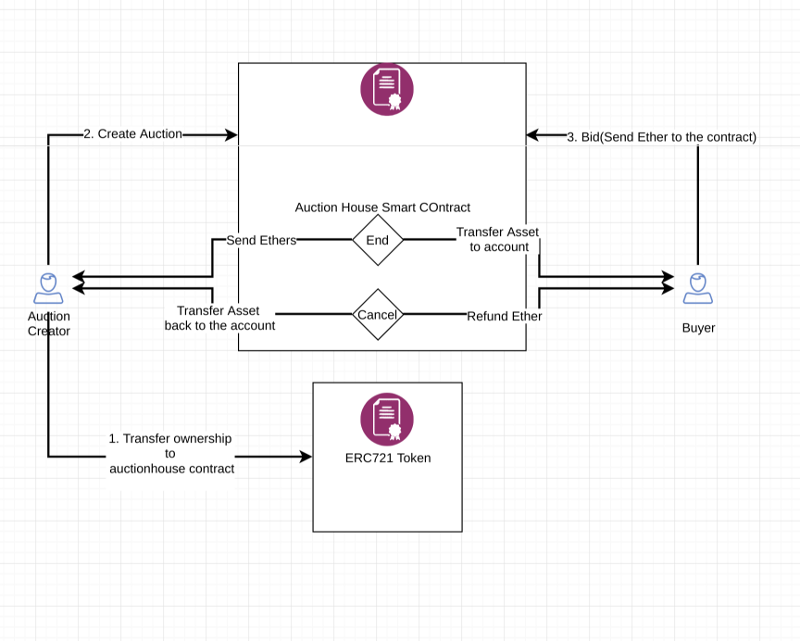 2. Create Auction
3. Bid(Send Ether to the contract)
Auction House Smart COntract
Send Ethers
End
Transfer Asset
to account
Auction
Creator
Transfer Asset
back to the account
Cancel
Refund Ether
Buyer
1. Transfer ownership
to
auctionhouse contract
ERC721 Token